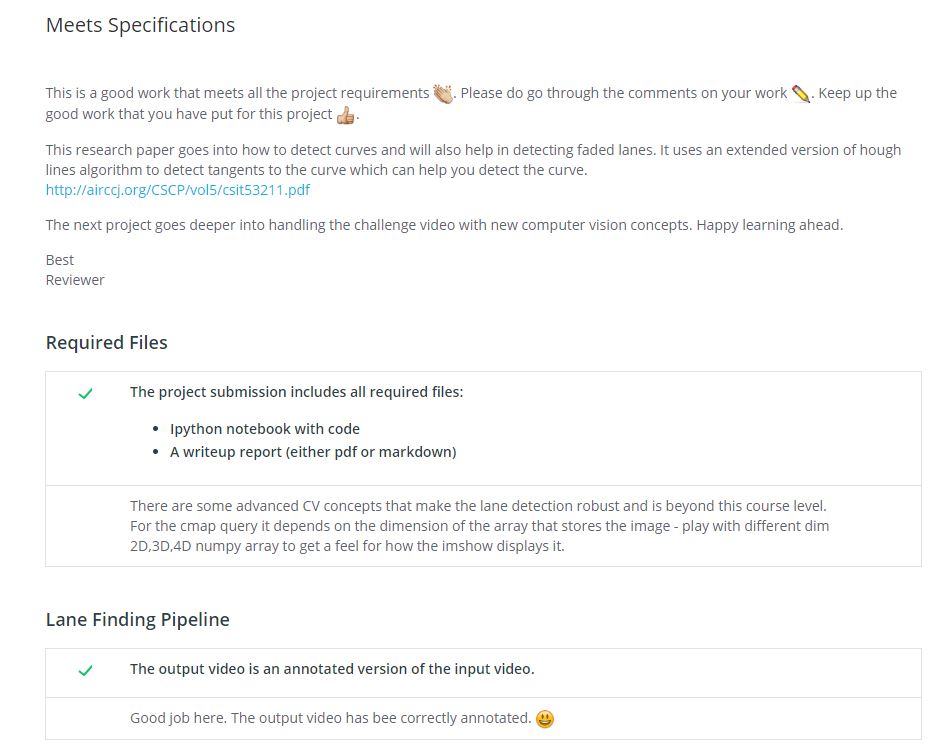 Meets Specifications
This is a good work that meets all the project requirements 👏. Please do go through the comments on your work ✏️. Keep up the
good work that you have put for this project 👍.
This research paper goes into how to detect curves and will also help in detecting faded lanes. It uses an extended version of hough
lines algorithm to detect tangents to the curve which can help you detect the curve.
http://airccj.org/CSCP/vol5/csit53211.pdf
The next project goes deeper into handling the challenge video with new computer vision concepts. Happy learning ahead.
Best
Reviewer
Required Files
The project submission includes all required files:
• Ipython notebook with code
• A writeup report (either pdf or markdown)
There are some advanced CV concepts that make the lane detection robust and is beyond this course level.
For the cmap query it depends on the dimension of the array that stores the image - play with different dim
2D,3D,4D numpy array to get a feel for how the imshow displays it.
Lane Finding Pipeline
The output video is an annotated version of the input video.
Good job here. The output video has bee correctly annotated. 😃